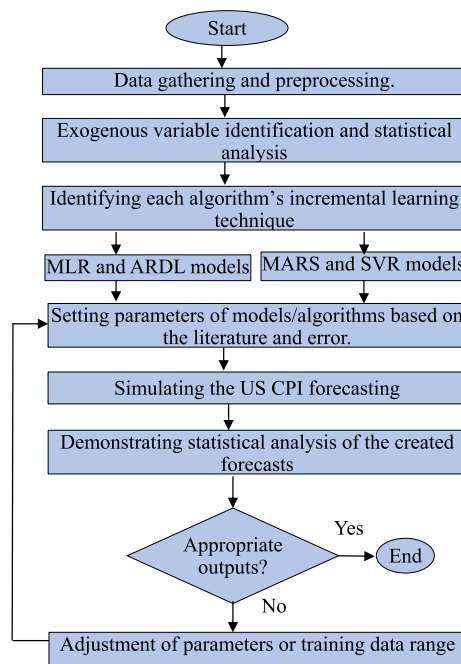 Start
Data gathering and preprocessing.
Exogenous variable identification and statistical
analysis
Identifying each algorithm's incremental learning
technique
MLR and ARDL models
MARS and SVR models
Setting parameters of models/algorithms based on
the literature and error.
Simulating the US CPI forecasting
Demonstrating statistical analysis of the created
forecasts
Appropriate
outputs?
Yes
End
No
Adjustment of parameters or training data range